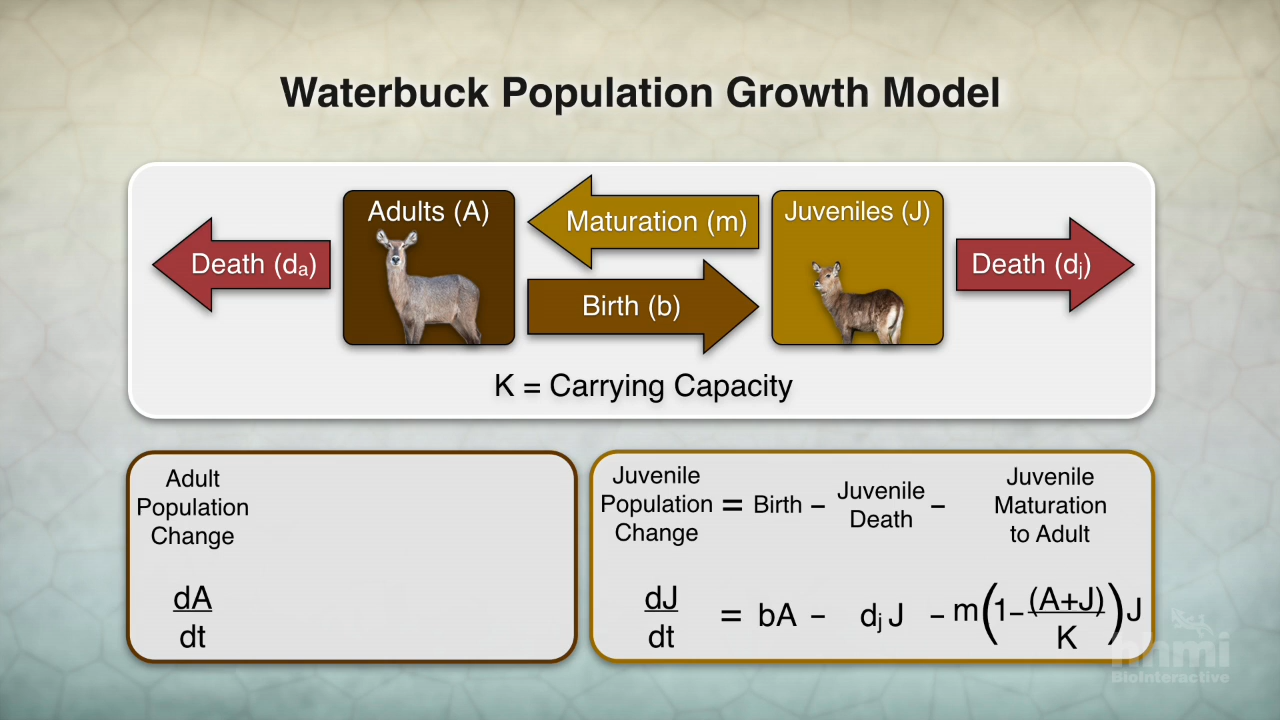 Waterbuck Population Growth Model
Death (da)
Adults (A)
Maturation (m)
Birth (b)
Juveniles (J)
Death (dj)
K = Carrying Capacity
Adult
Population
Change
dA
dt
Juvenile
Population
Change
= Birth –
Juvenile
Death
–
Juvenile
Maturation
to Adult
dJ
dt
= bA – dj J – m(1–(A+J)/K)J
hhmi
BioInteractive